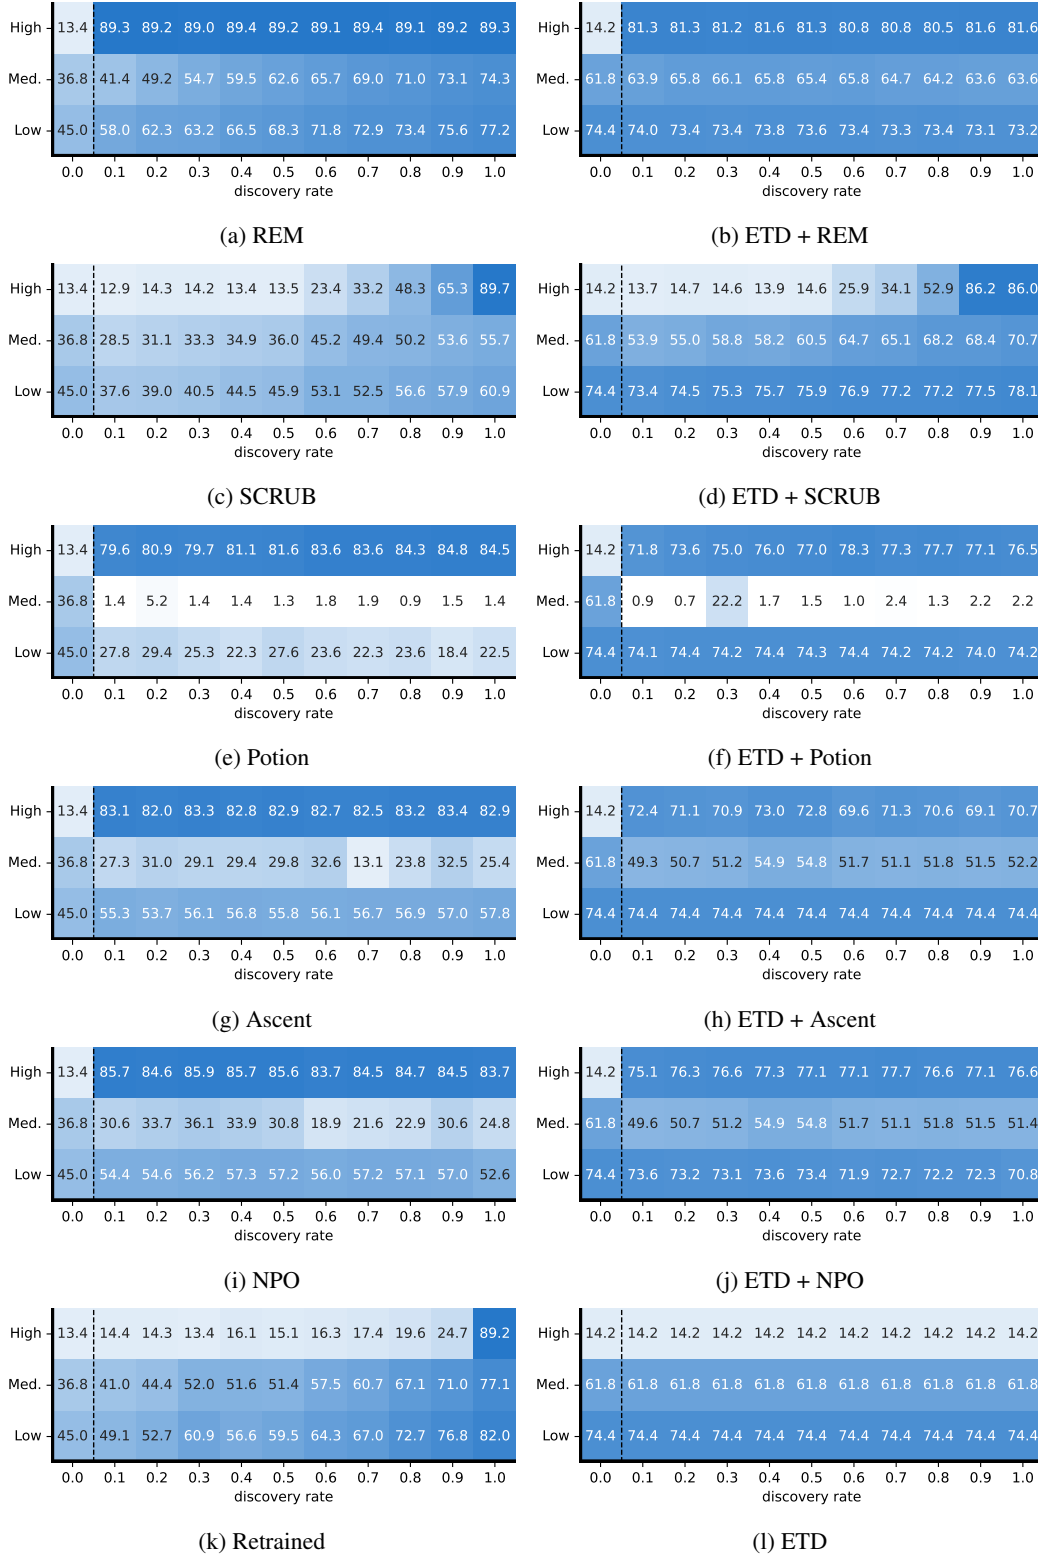 High 13.4 89.3 89.2 89.0 89.4 89.2 89.1 89.4 89.1 89.2 89.3
Med. 36.8 41.4 49.2 54.7 59.5 62.6 65.7 69.0 71.0 73.1 74.3
Low 45.0 58.0 62.3 63.2 66.5 68.3 71.8 72.9 73.4 75.6 77.2
0.0 0.1 0.2 0.3 0.4 0.5 0.6 0.7 0.8 0.9 1.0
discovery rate
(a) REM
High 14.2 81.3 81.3 81.2 81.6 81.3 80.8 80.8 80.5 81.6 81.6
Med. 61.8 63.9 65.8 66.1 65.8 65.4 65.8 64.7 64.2 63.6 63.6
Low 74.4 74.0 73.4 73.4 73.8 73.6 73.4 73.3 73.4 73.1 73.2
0.0 0.1 0.2 0.3 0.4 0.5 0.6 0.7 0.8 0.9 1.0
discovery rate
(b) ETD + REM
High 13.4 12.9 14.3 14.2 13.4 13.5 23.4 33.2 48.3 65.3 89.7
Med. 36.8 28.5 31.1 33.3 34.9 36.0 45.2 49.4 50.2 53.6 55.7
Low 45.0 37.6 39.0 40.5 44.5 45.9 53.1 52.5 56.6 57.9 60.9
0.0 0.1 0.2 0.3 0.4 0.5 0.6 0.7 0.8 0.9 1.0
discovery rate
(c) SCRUB
High 14.2 13.7 14.7 14.6 13.9 14.6 25.9 34.1 52.9 86.2 86.0
Med. 61.8 53.9 55.0 58.8 58.2 60.5 64.7 65.1 68.2 68.4 70.7
Low 74.4 73.4 74.5 75.3 75.7 75.9 76.9 77.2 77.2 77.5 78.1
0.0 0.1 0.2 0.3 0.4 0.5 0.6 0.7 0.8 0.9 1.0
discovery rate
(d) ETD + SCRUB
High 13.4 79.6 80.9 79.7 81.1 81.6 83.6 83.6 84.3 84.8 84.5
Med. 36.8 1.4 5.2 1.4 1.4 1.3 1.8 1.9 0.9 1.5 1.4
Low 45.0 27.8 29.4 25.3 22.3 27.6 23.6 22.3 23.6 18.4 22.5
0.0 0.1 0.2 0.3 0.4 0.5 0.6 0.7 0.8 0.9 1.0
discovery rate
(e) Potion
High 14.2 71.8 73.6 75.0 76.0 77.0 78.3 77.3 77.7 77.1 76.5
Med. 61.8 0.9 0.7 22.2 1.7 1.5 1.0 2.4 1.3 2.2 2.2
Low 74.4 74.1 74.4 74.2 74.4 74.3 74.4 74.2 74.2 74.0 74.2
0.0 0.1 0.2 0.3 0.4 0.5 0.6 0.7 0.8 0.9 1.0
discovery rate
(f) ETD + Potion
High 13.4 83.1 82.0 83.3 82.8 82.9 82.7 82.5 83.2 83.4 82.9
Med. 36.8 27.3 31.0 29.1 29.4 29.8 32.6 13.1 23.8 32.5 25.4
Low 45.0 55.3 53.7 56.1 56.8 55.8 56.1 56.7 56.9 57.0 57.8
0.0 0.1 0.2 0.3 0.4 0.5 0.6 0.7 0.8 0.9 1.0
discovery rate
(g) Ascent
High 14.2 72.4 71.1 70.9 73.0 72.8 69.6 71.3 70.6 69.1 70.7
Med. 61.8 49.3 50.7 51.2 54.9 54.8 51.7 51.1 51.8 51.5 52.2
Low 74.4 74.4 74.4 74.4 74.4 74.4 74.4 74.4 74.4 74.4 74.4
0.0 0.1 0.2 0.3 0.4 0.5 0.6 0.7 0.8 0.9 1.0
discovery rate
(h) ETD + Ascent
High 13.4 85.7 84.6 85.9 85.7 85.6 83.7 84.5 84.7 84.5 83.7
Med. 36.8 30.6 33.7 36.1 33.9 30.8 18.9 21.6 22.9 30.6 24.8
Low 45.0 54.4 54.6 56.2 57.3 57.2 56.0 57.2 57.1 57.0 52.6
0.0 0.1 0.2 0.3 0.4 0.5 0.6 0.7 0.8 0.9 1.0
discovery rate
(i) NPO
High 14.2 75.1 76.3 76.6 77.3 77.1 77.1 77.7 76.6 77.1 76.6
Med. 61.8 49.6 50.7 51.2 54.9 54.8 51.7 51.1 51.8 51.5 51.4
Low 74.4 73.6 73.2 73.1 73.6 73.4 71.9 72.7 72.2 72.3 70.8
0.0 0.1 0.2 0.3 0.4 0.5 0.6 0.7 0.8 0.9 1.0
discovery rate
(j) ETD + NPO
High 13.4 14.4 14.3 13.4 16.1 15.1 16.3 17.4 19.6 24.7 89.2
Med. 36.8 41.0 44.4 52.0 51.6 51.4 57.5 60.7 67.1 71.0 77.1
Low 45.0 49.1 52.7 60.9 56.6 59.5 64.3 67.0 72.7 76.8 82.0
0.0 0.1 0.2 0.3 0.4 0.5 0.6 0.7 0.8 0.9 1.0
discovery rate
(k) Retrained
High 14.2 14.2 14.2 14.2 14.2 14.2 14.2 14.2 14.2 14.2 14.2
Med. 61.8 61.8 61.8 61.8 61.8 61.8 61.8 61.8 61.8 61.8 61.8
Low 74.4 74.4 74.4 74.4 74.4 74.4 74.4 74.4 74.4 74.4 74.4
0.0 0.1 0.2 0.3 0.4 0.5 0.6 0.7 0.8 0.9 1.0
discovery rate
(l) ETD